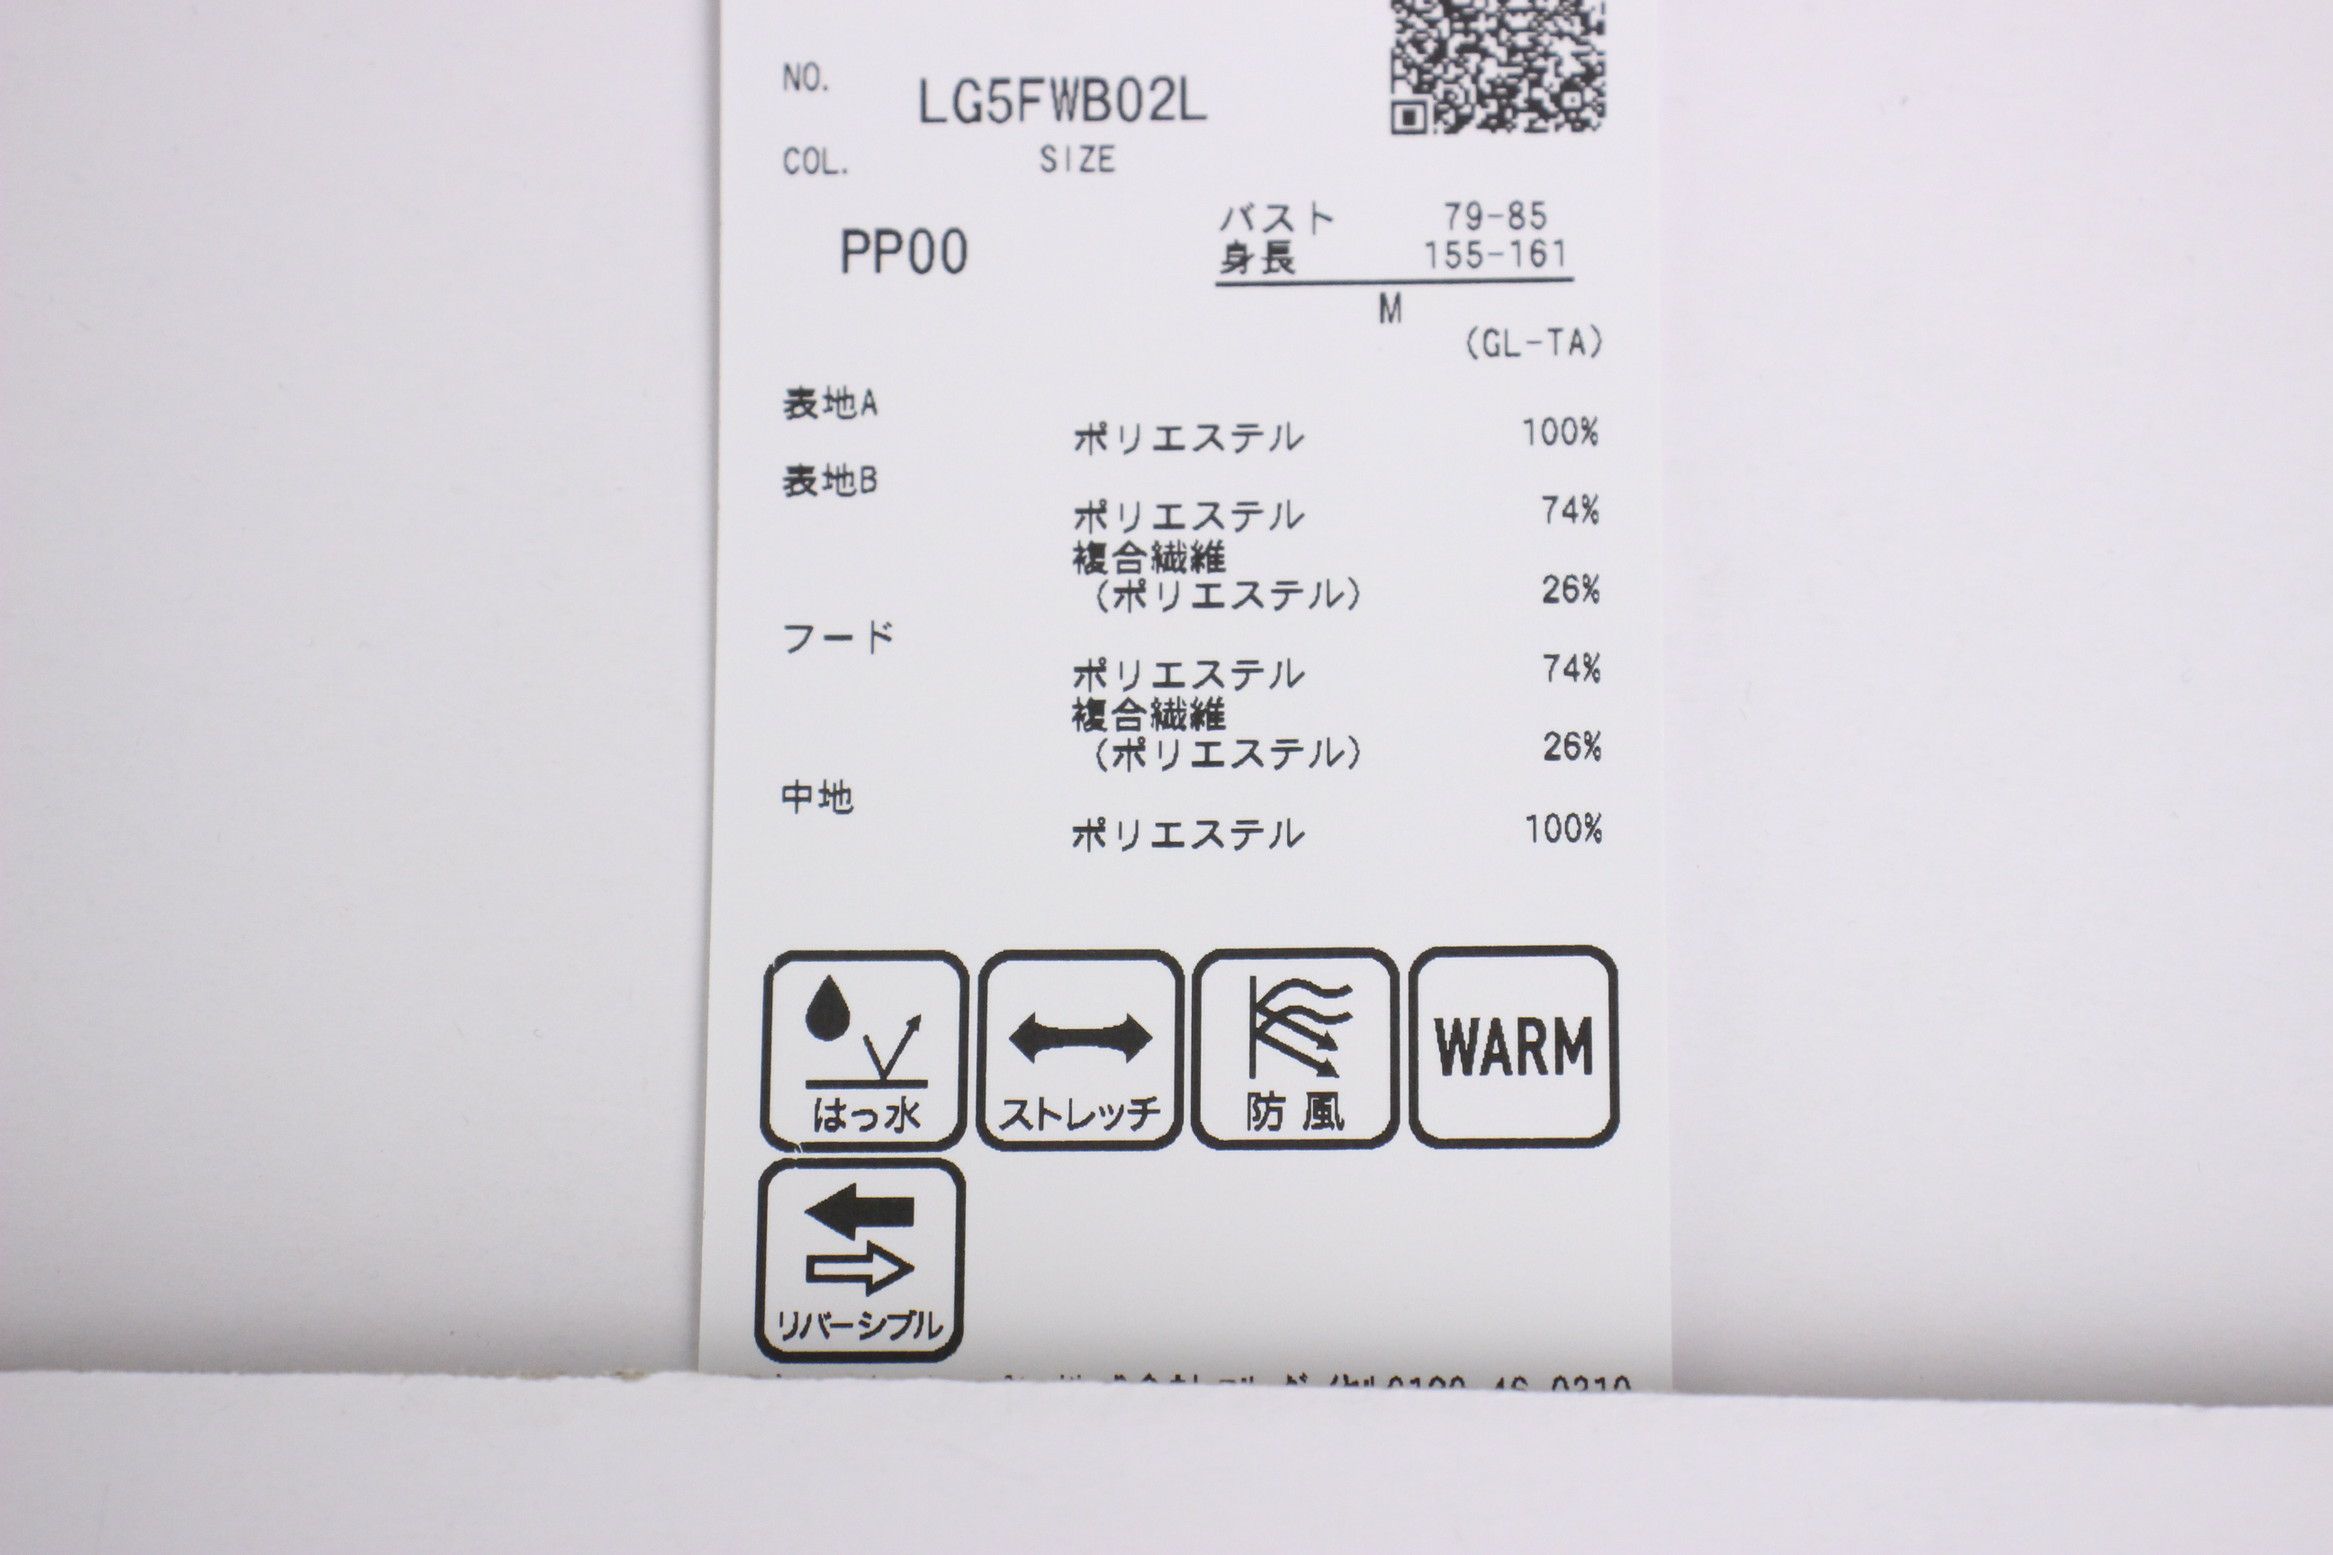 NO.
LG5FWB02L
COL.
SIZE
PP00
バスト 79-85
身長 155-161
M
(GL-TA)
表地A
ポリエステル 100%
表地B
ポリエステル 74%
複合繊維
(ポリエステル) 26%
フード
ポリエステル 74%
複合繊維
(ポリエステル) 26%
中地
ポリエステル 100%
はっ水
ストレッチ
防風
WARM
リバーシブル